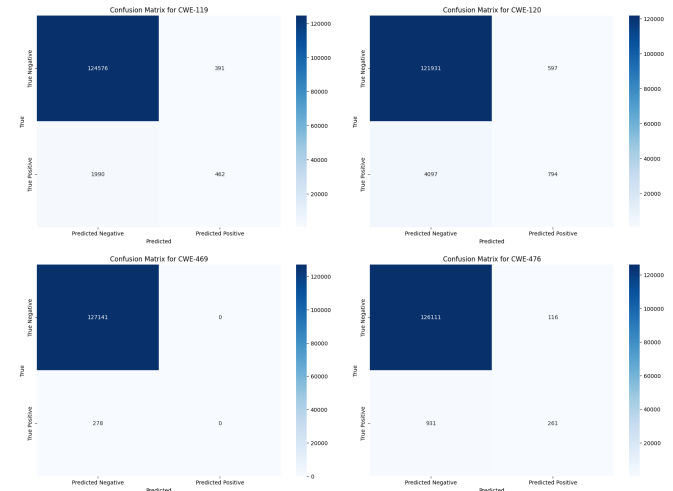 Confusion Matrix for CWE-119
True Negative
True Positive
True
124576
391
1990
462
Predicted Negative
Predicted Positive
Predicted
120000
100000
80000
60000
40000
20000
Confusion Matrix for CWE-120
True Negative
True Positive
True
121931
597
4097
794
Predicted Negative
Predicted Positive
Predicted
120000
100000
80000
60000
40000
20000
Confusion Matrix for CWE-469
True Negative
True Positive
True
127141
0
278
0
Predicted Negative
Predicted Positive
Predicted
120000
100000
80000
60000
40000
20000
0
Confusion Matrix for CWE-476
True Negative
True Positive
True
126111
116
931
261
Predicted Negative
Predicted Positive
Predicted
120000
100000
80000
60000
40000
20000